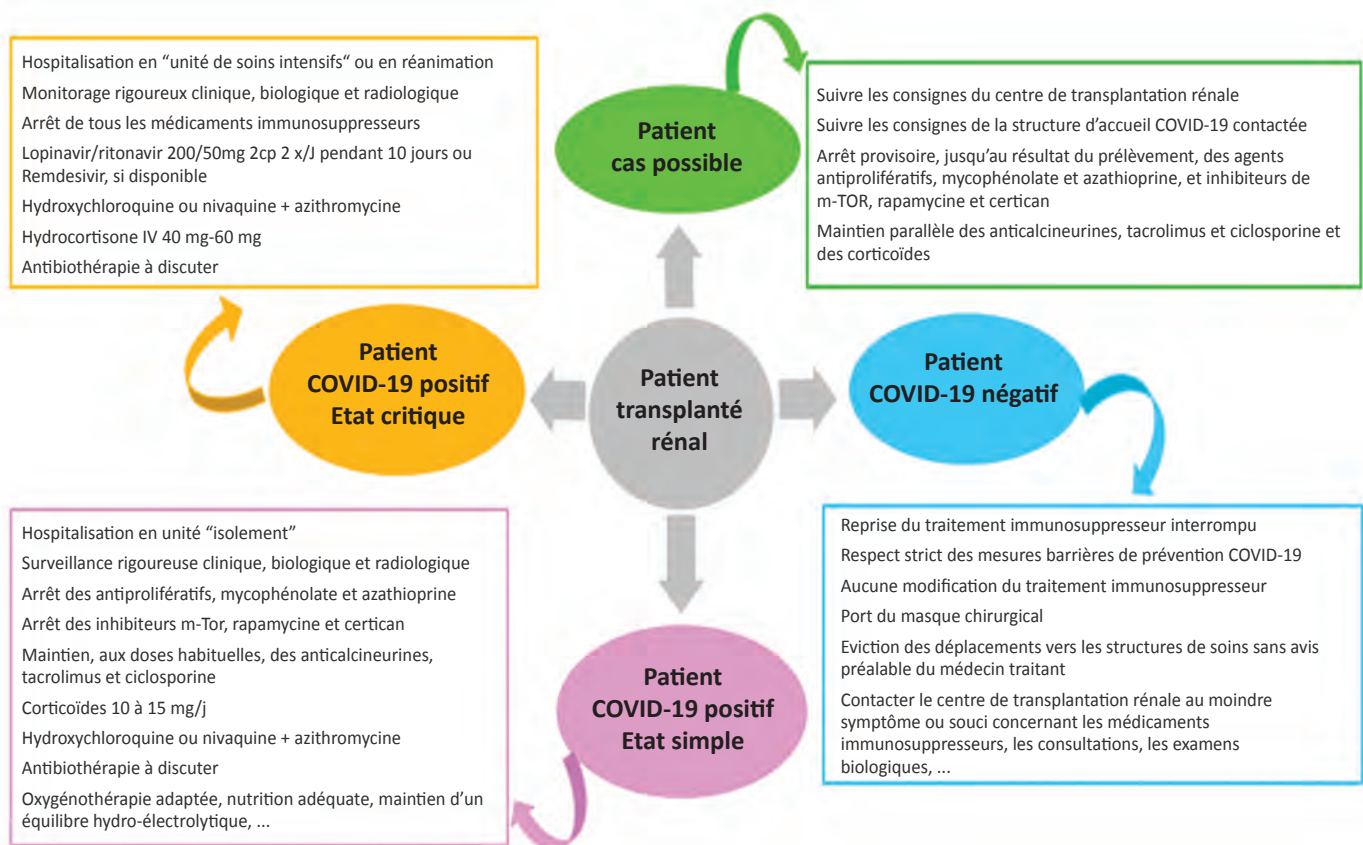 Hospitalisation en “unité de soins intensifs“ ou en réanimation
Monitorage rigoureux clinique, biologique et radiologique
Arrêt de tous les médicaments immunosuppresseurs
Lopinavir/ritonavir 200/50mg 2cp 2 x/J pendant 10 jours ou
Remdesivir, si disponible
Hydroxychloroquine ou nivaquine + azithromycine
Hydrocortisone IV 40 mg-60 mg
Antibiothérapie à discuter
Patient
cas possible
Suivre les consignes du centre de transplantation rénale
Suivre les consignes de la structure d’accueil COVID-19 contactée
Arrêt provisoire, jusqu’au résultat du prélèvement, des agents
antiprolifératifs, mycophénolate et azathioprine, et inhibiteurs de
m-TOR, rapamycine et certican
Maintien parallèle des anticalcineurines, tacrolimus et ciclosporine et
des corticoïdes
Patient
COVID-19 positif
Etat critique
Patient
transplanté
rénal
Patient
COVID-19 négatif
Hospitalisation en unité “isolement”
Surveillance rigoureuse clinique, biologique et radiologique
Arrêt des antiprolifératifs, mycophénolate et azathioprine
Arrêt des inhibiteurs m-Tor, rapamycine et certican
Maintien, aux doses habituelles, des anticalcineurines,
tacrolimus et ciclosporine
Corticoïdes 10 à 15 mg/j
Hydroxychloroquine ou nivaquine + azithromycine
Antibiothérapie à discuter
Oxygénothérapie adaptée, nutrition adéquate, maintien d’un
équilibre hydro-électrolytique, ...
Patient
COVID-19 positif
Etat simple
Reprise du traitement immunosuppresseur interrompu
Respect strict des mesures barrières de prévention COVID-19
Aucune modification du traitement immunosuppresseur
Port du masque chirurgical
Eviction des déplacements vers les structures de soins sans avis
préalable du médecin traitant
Contacter le centre de transplantation rénale au moindre
symptôme ou souci concernant les médicaments
immunosuppresseurs, les consultations, les examens
biologiques, ...